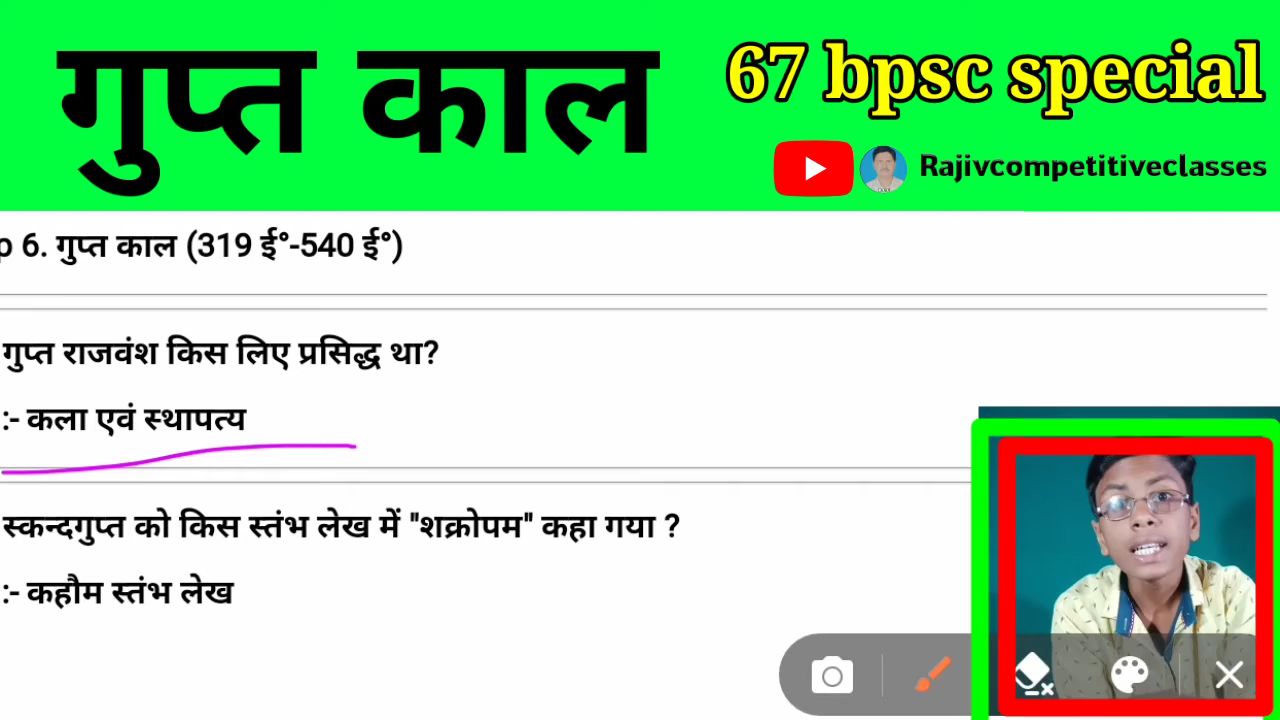 गुप्त काल
67 bpsc special
Rajivcompetitiveclasses
p 6. गुप्त काल (319 ई°-540 ई°)
गुप्त राजवंश किस लिए प्रसिद्ध था?
:- कला एवं स्थापत्य
स्कन्दगुप्त को किस स्तंभ लेख में "शक्रोपम" कहा गया ?
:- कहौम स्तंभ लेख